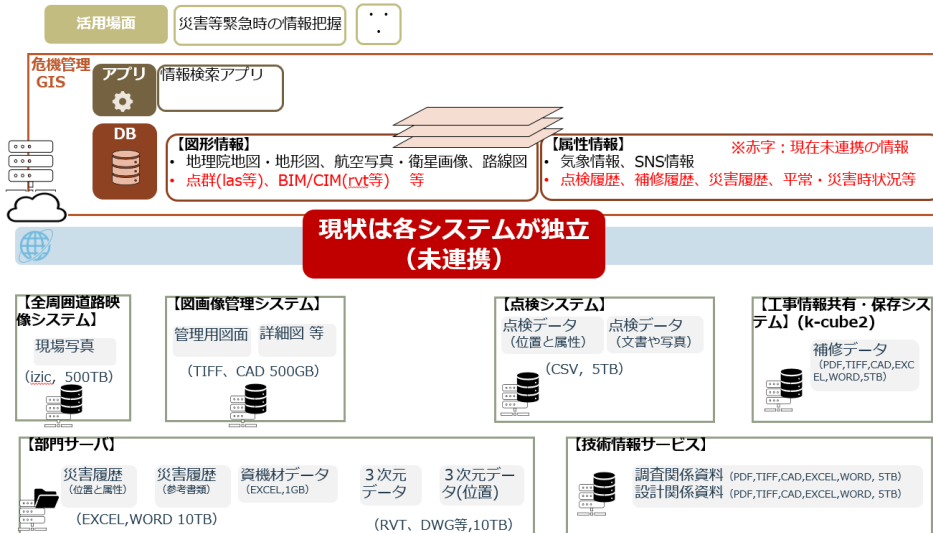 活用場面
災害等緊急時の情報把握
・・
・
危機管理
GIS
アプリ
情報検索アプリ
DB
【図形情報】
• 地理院地図・地形図、航空写真・衛星画像、路線図
• 点群(las等)、BIM/CIM(rvt等) 等
【属性情報】
※赤字：現在未連携の情報
• 気象情報、SNS情報
• 点検履歴、補修履歴、災害履歴、平常・災害時状況等
現状は各システムが独立
（未連携）
【全周囲道路映
像システム】
現場写真
（izic, 500TB）
【図画像管理システム】
管理用図面
詳細図 等
（TIFF、CAD 500GB）
【点検システム】
点検データ
（位置と属性）
点検データ
（文書や写真）
（CSV, 5TB）
【工事情報共有・保存シス
テム】(k-cube2)
補修データ
（PDF,TIFF,CAD,EXC
EL,WORD,5TB）
【部門サーバ】
災害履歴
（位置と属性）
災害履歴
（参考書類）
資機材データ
（EXCEL,1GB）
３次元
データ
３次元デー
タ(位置)
（EXCEL,WORD 10TB）
（RVT、DWG等,10TB）
【技術情報サービス】
調査関係資料（PDF,TIFF,CAD,EXCEL,WORD, 5TB）
設計関係資料（PDF,TIFF,CAD,EXCEL,WORD, 5TB）